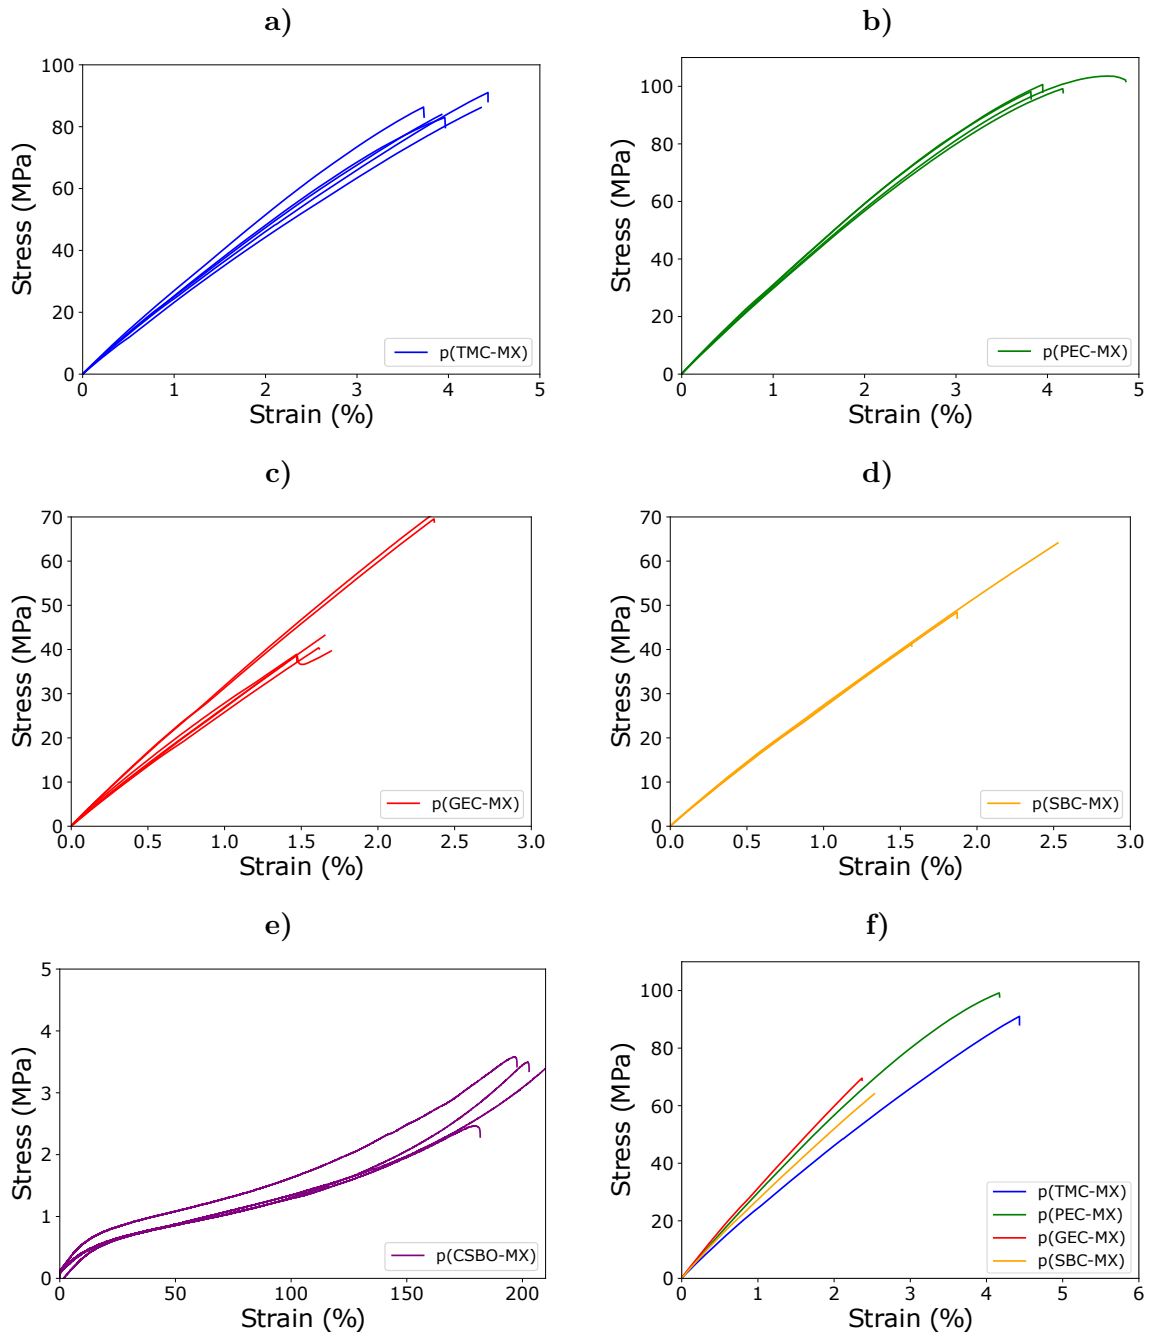 a)
100
80
60
40
20
0
Stress (MPa)
0 1 2 3 4 5
Strain (%)
p(TMC-MX)
b)
100
80
60
40
20
0
Stress (MPa)
0 1 2 3 4 5
Strain (%)
p(PEC-MX)
c)
70
60
50
40
30
20
10
0
Stress (MPa)
0.0 0.5 1.0 1.5 2.0 2.5 3.0
Strain (%)
p(GEC-MX)
d)
70
60
50
40
30
20
10
0
Stress (MPa)
0.0 0.5 1.0 1.5 2.0 2.5 3.0
Strain (%)
p(SBC-MX)
e)
5
4
3
2
1
0
Stress (MPa)
0 50 100 150 200
Strain (%)
p(CSBO-MX)
f)
100
80
60
40
20
0
Stress (MPa)
0 1 2 3 4 5 6
Strain (%)
p(TMC-MX)
p(PEC-MX)
p(GEC-MX)
p(SBC-MX)